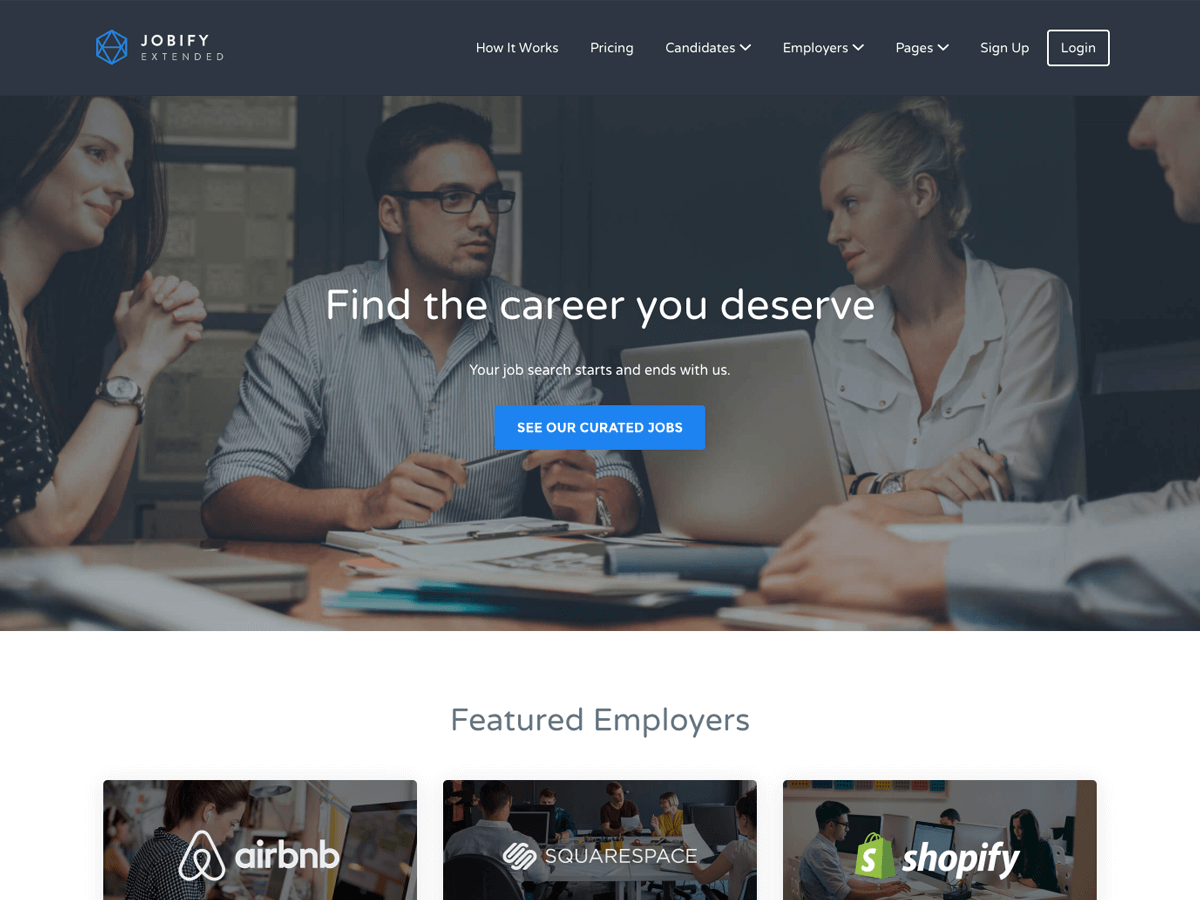 JOBIFY
EXTENDED
How It Works
Pricing
Candidates
Employers
Pages
Sign Up
Login
Find the career you deserve
Your job search starts and ends with us.
SEE OUR CURATED JOBS
Featured Employers
airbnb
SQUARESPACE
shopify